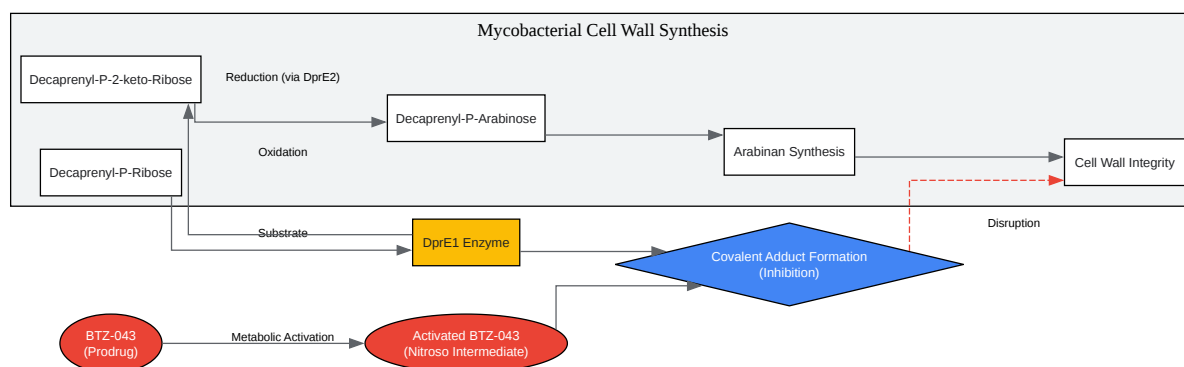 Mycobacterial Cell Wall Synthesis
Decaprenyl-P-2-keto-Ribose
Reduction (via DprE2)
Decaprenyl-P-Arabinose
Oxidation
Arabinan Synthesis
Cell Wall Integrity
Decaprenyl-P-Ribose
Substrate
DprE1 Enzyme
Disruption
Covalent Adduct Formation
(Inhibition)
BTZ-043
(Prodrug)
Metabolic Activation
Activated BTZ-043
(Nitroso Intermediate)